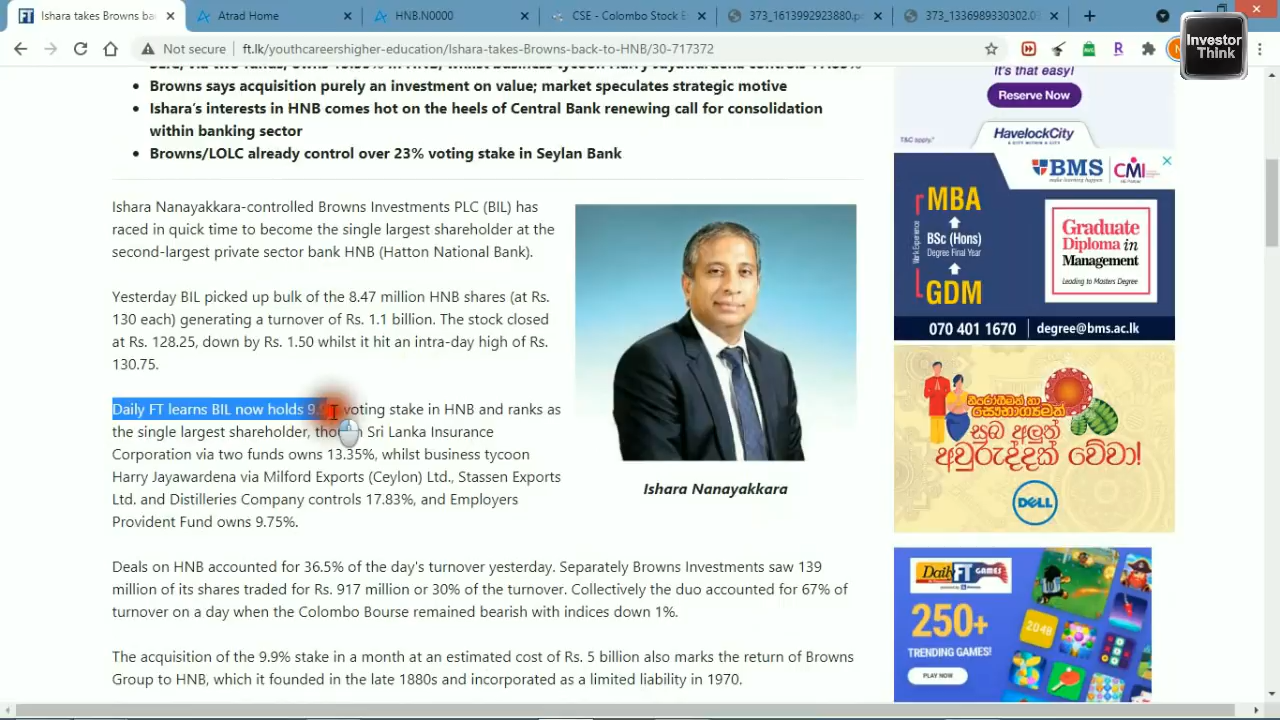 Ishara takes Browns ba
Atrad Home
HNB.N0000
CSE - Colombo Stock E
373_1613992923880.p
373_1336989330302.0
Not secure
ft.lk/youthcareershigher-education/Ishara-takes-Browns-back-to-HNB/30-717372
Investor
Think
Browns says acquisition purely an investment on value; market speculates strategic motive
Ishara's interests in HNB comes hot on the heels of Central Bank renewing call for consolidation
within banking sector
Browns/LOLC already control over 23% voting stake in Seylan Bank
Ishara Nanayakkara-controlled Browns Investments PLC (BIL) has
raced in quick time to become the single largest shareholder at the
second-largest private sector bank HNB (Hatton National Bank).
Yesterday BIL picked up bulk of the 8.47 million HNB shares (at Rs.
130 each) generating a turnover of Rs. 1.1 billion. The stock closed
at Rs. 128.25, down by Rs. 1.50 whilst it hit an intra-day high of Rs.
130.75.
Daily FT learns BIL now holds voting stake in HNB and ranks as
the single largest shareholder, Sri Lanka Insurance
Corporation via two funds owns 13.35%, whilst business tycoon
Harry Jayawardena via Milford Exports (Ceylon) Ltd., Stassen Exports
Ltd. and Distilleries Company controls 17.83%, and Employers
Provident Fund owns 9.75%.
Ishara Nanayakkara
Deals on HNB accounted for 36.5% of the day's turnover yesterday. Separately Browns Investments saw 139
million of its shares traded for Rs. 917 million or 30% of the turnover. Collectively the duo accounted for 67% of
turnover on a day when the Colombo Bourse remained bearish with indices down 1%.
The acquisition of the 9.9% stake in a month at an estimated cost of Rs. 5 billion also marks the return of Browns
Group to HNB, which it founded in the late 1880s and incorporated as a limited liability in 1970.
It's that easy!
Reserve Now
T&C apply.
HAVELOCKCITY
BMS
CMI
MBA
BSc (Hons)
Degree Final Year
GDM
Work Experience
Graduate
Diploma in
Management
Leading to Masters Degree
070 401 1670
degree@bms.ac.lk
සුබ අලුත්
අවුරුද්දක් වේවා!
DELL
Daily FT GAMES
250+
TRENDING GAMES!
PLAY NOW
2048